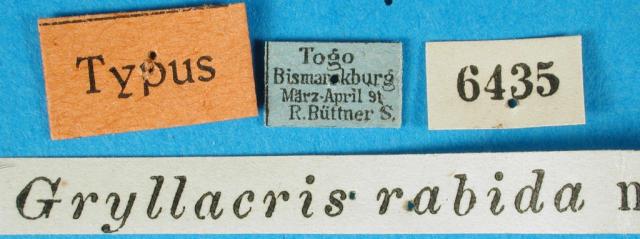 Typus
Togo
Bismarckburg
März-April 91
R. Büttner S.
6435
Gryllacris rabida n